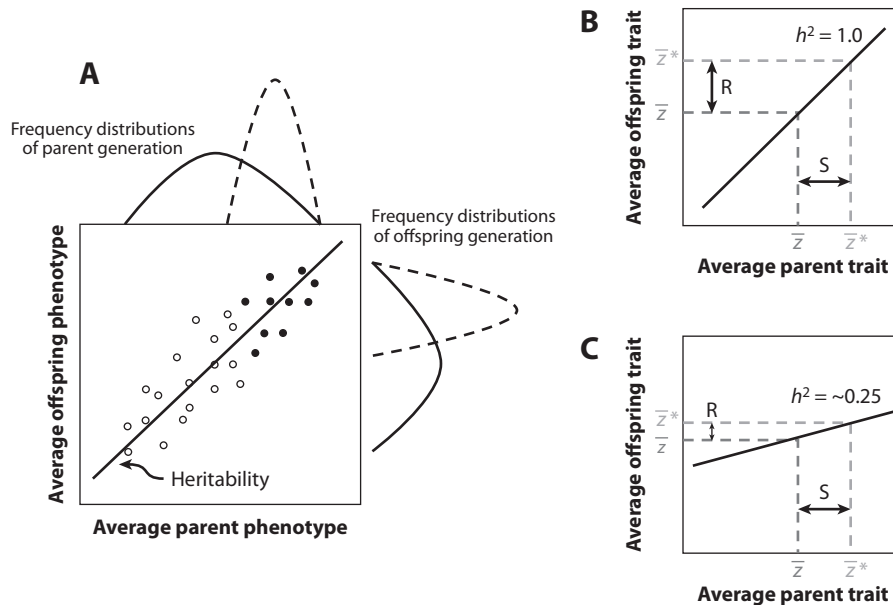 A
Frequency distributions
of parent generation
Frequency distributions
of offspring generation
Average offspring phenotype
Heritability
Average parent phenotype
B
h² = 1.0
Average offspring trait
z̅*
R
z̅
S
z̅
z̅*
Average parent trait
C
h² = ~0.25
Average offspring trait
z̅*
R
z̅
S
z̅
z̅*
Average parent trait